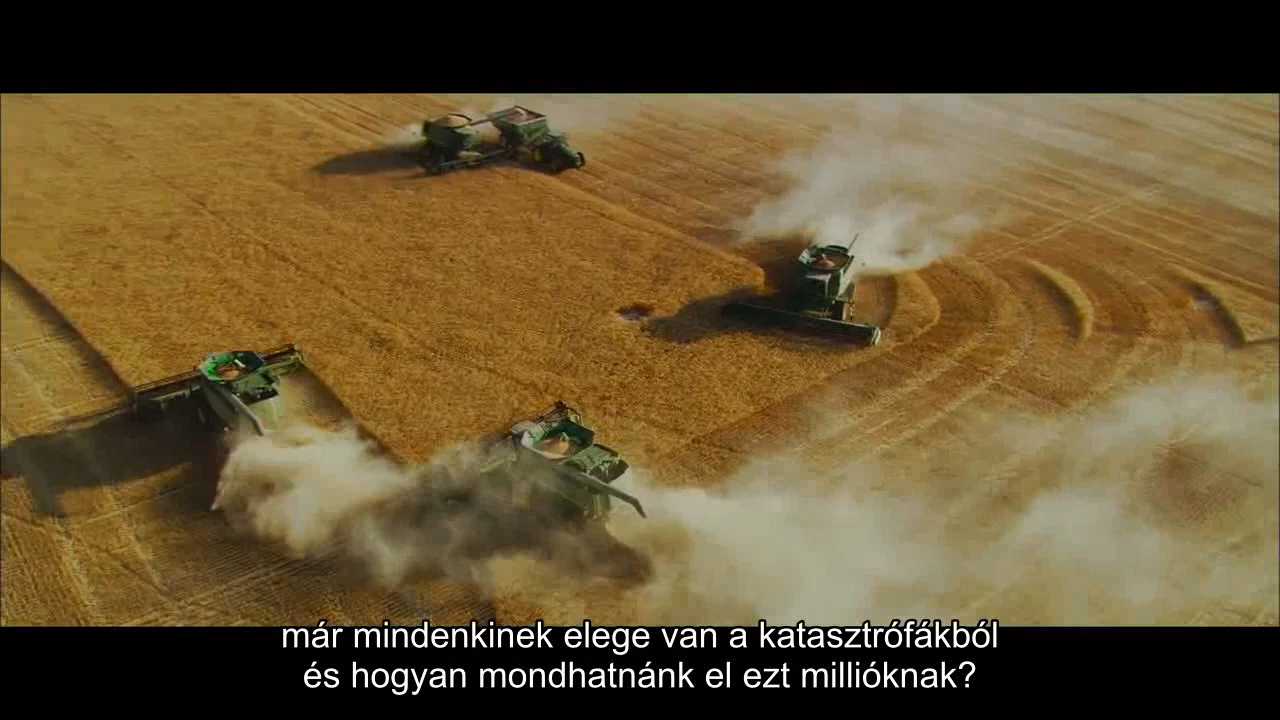 már mindenkinek elege van a katasztrófákból
és hogyan mondhatnánk el ezt millióknak?